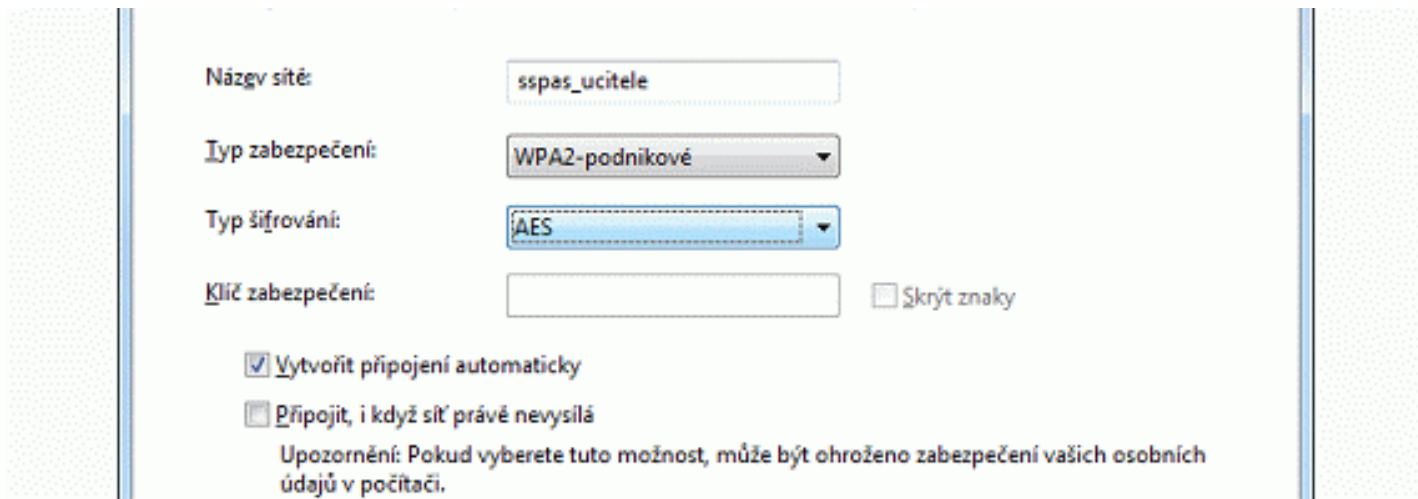 Název sítě: sspas_ucitele
Typ zabezpečení: WPA2-podnikové
Typ šifrování: AES
Klíč zabezpečení: Skrýt znaky
Vytvořit připojení automaticky
Připojit, i když síť právě nevysílá
Upozornění: Pokud vyberete tuto možnost, může být ohroženo zabezpečení vašich osobních
údajů v počítači.